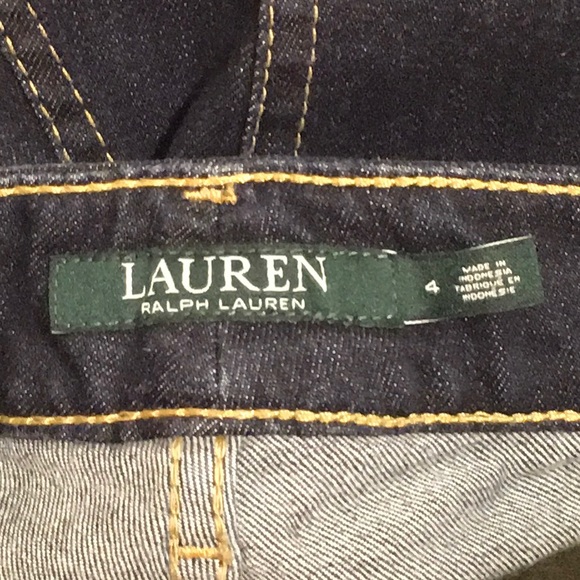 LAUREN
RALPH LAUREN
4
MADE IN
INDONESIA
FABRIQUÉ EN
INDONÉSIE